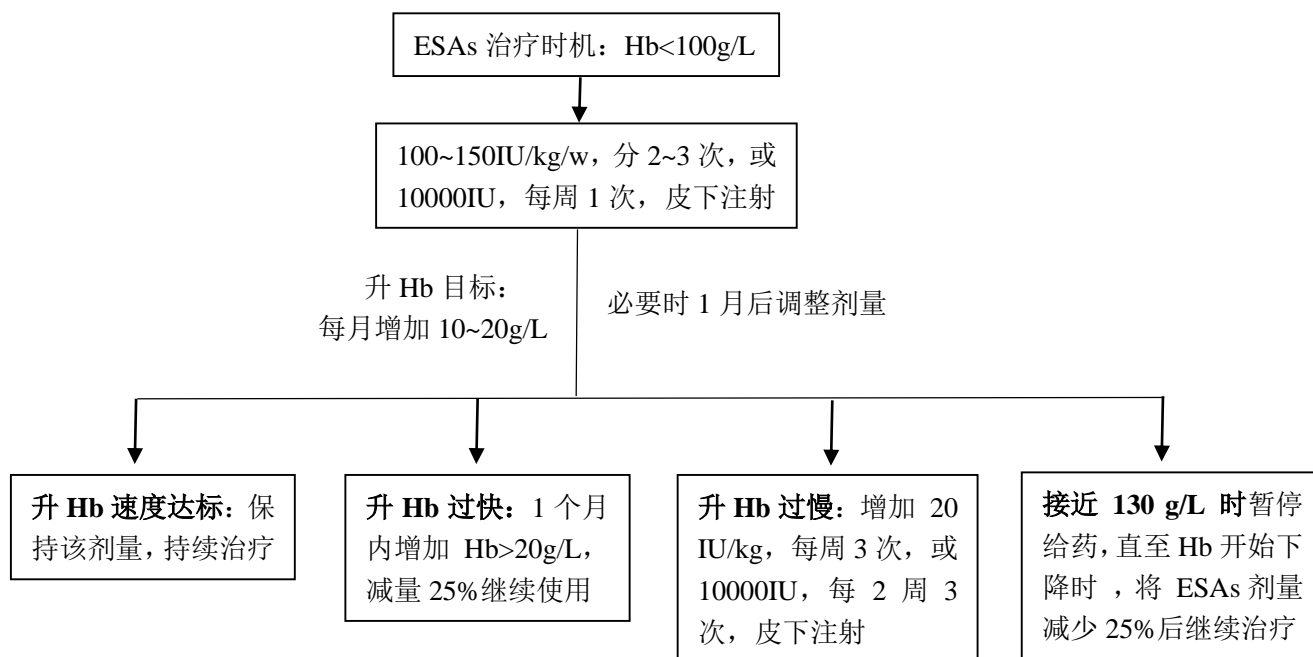 ESAs 治疗时机：Hb<100g/L
100~150IU/kg/w，分 2~3 次，或
10000IU，每周 1 次，皮下注射
升 Hb 目标：
每月增加 10~20g/L
必要时 1 月后调整剂量
升 Hb 速度达标：保
持该剂量，持续治疗
升 Hb 过快：1 个月
内增加 Hb>20g/L，
减量 25%继续使用
升 Hb 过慢：增加 20
IU/kg，每周 3 次，或
10000IU，每 2 周 3
次，皮下注射
接近 130 g/L 时暂停
给药，直至 Hb 开始下
降时 ，将 ESAs 剂量
减少 25%后继续治疗